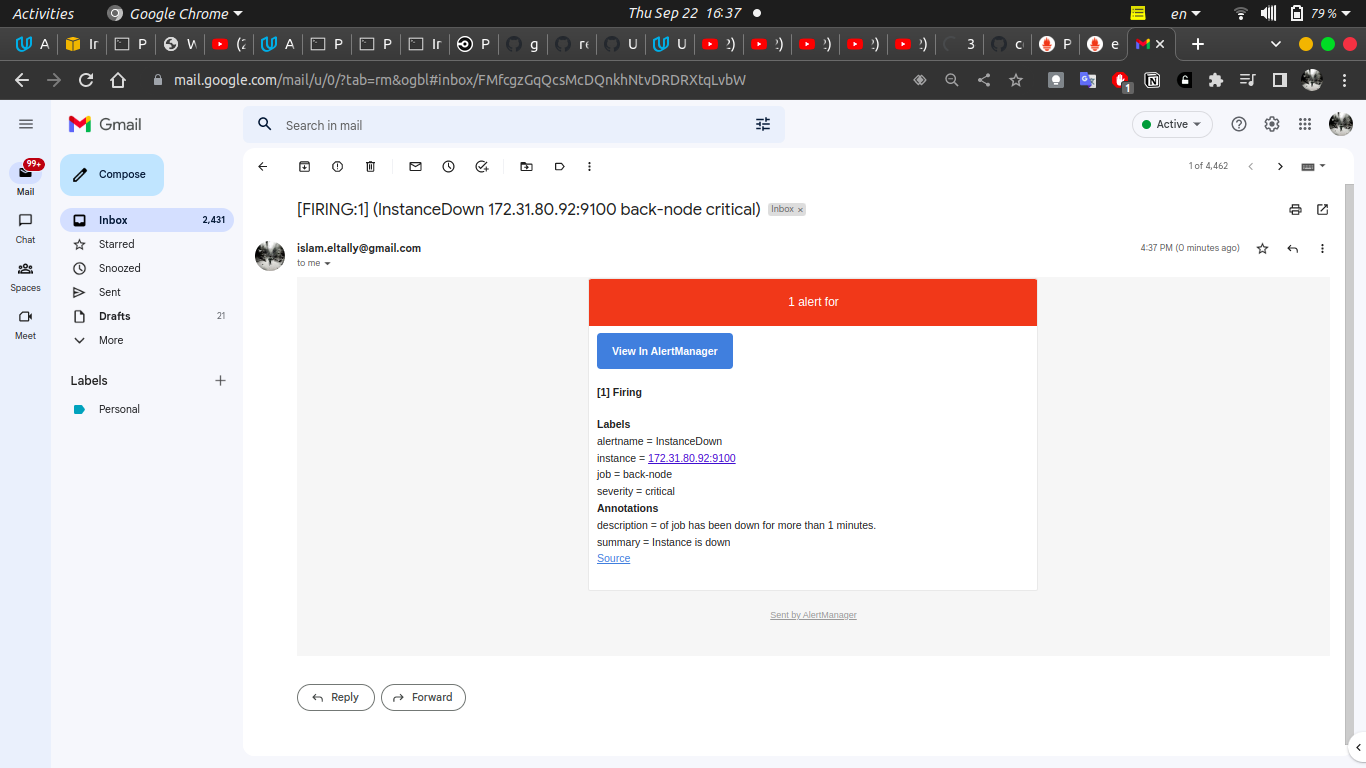 Activities
Google Chrome
Thu Sep 22 16:37
en
79 %
A
Ir
P
W
(2
A
P
P
Ir
P
g
re
U
U
?)
?)
?)
?)
?)
3
c
P
e
mail.google.com/mail/u/0/?tab=rm&ogbl#inbox/FMfcgzGqQcsMcDQnkhNtvDRDRXtqLvbW
1
Gmail
Search in mail
Active
99+
Mail
Chat
Spaces
Meet
Compose
Inbox 2,431
Starred
Snoozed
Sent
Drafts 21
More
Labels
Personal
1 of 4,462
[FIRING:1] (InstanceDown 172.31.80.92:9100 back-node critical) Inbox ×
islam.eltally@gmail.com
4:37 PM (0 minutes ago)
to me
1 alert for
View In AlertManager
[1] Firing
Labels
alertname = InstanceDown
instance = 172.31.80.92:9100
job = back-node
severity = critical
Annotations
description = of job has been down for more than 1 minutes.
summary = Instance is down
Source
Sent by AlertManager
Reply
Forward